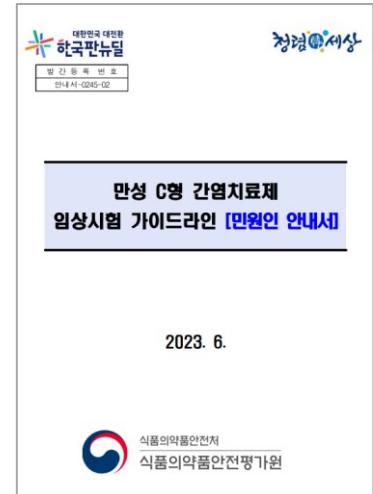 대한민국 대전환
한국판뉴딜
청렴한세상
발간등록번호
안내서-0245-02
만성 C형 간염치료제
임상시험 가이드라인 [민원인 안내서]
2023. 6.
식품의약품안전처
식품의약품안전평가원